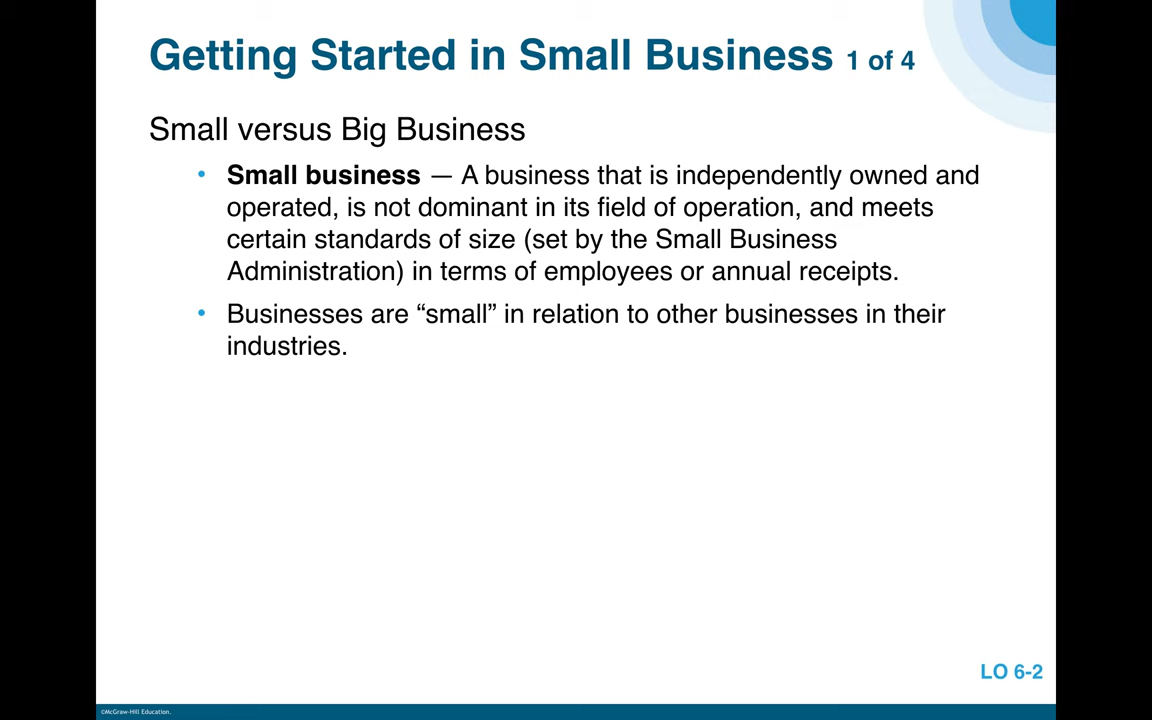 Getting Started in Small Business 1 of 4
Small versus Big Business
• Small business — A business that is independently owned and
operated, is not dominant in its field of operation, and meets
certain standards of size (set by the Small Business
Administration) in terms of employees or annual receipts.
• Businesses are “small” in relation to other businesses in their
industries.
LO 6-2
©McGraw-Hill Education.